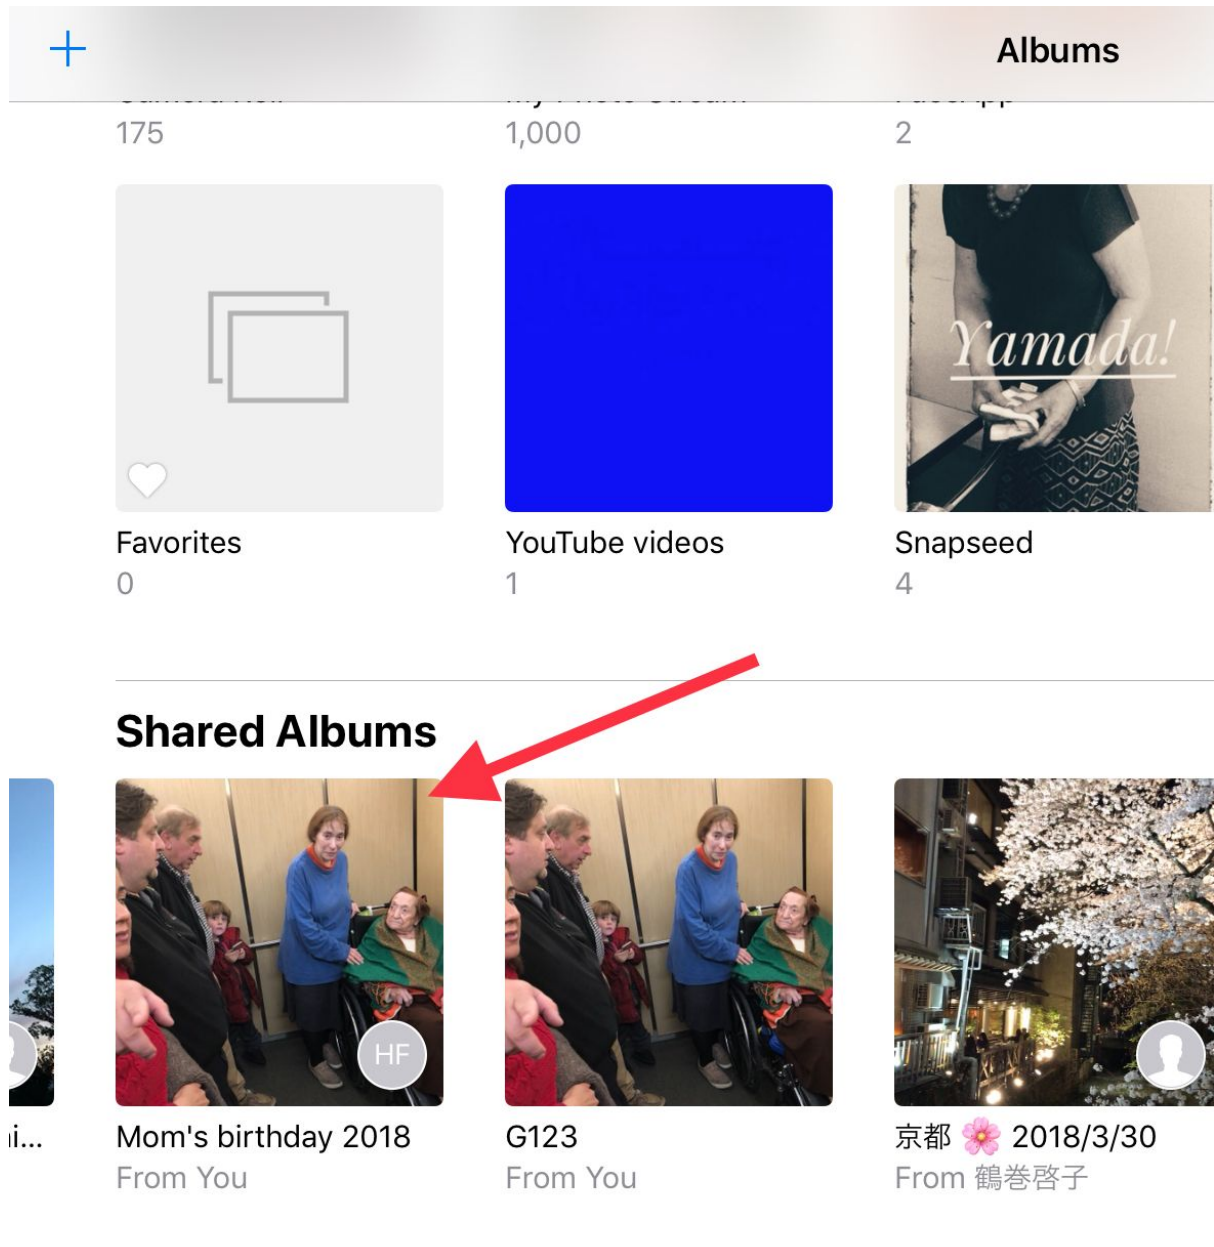 Albums
175
1,000
2
Yamada!
Favorites
YouTube videos
Snapseed
0
1
4
Shared Albums
HF
i...
Mom's birthday 2018
G123
京都 🌸 2018/3/30
From You
From You
From 鶴巻啓子